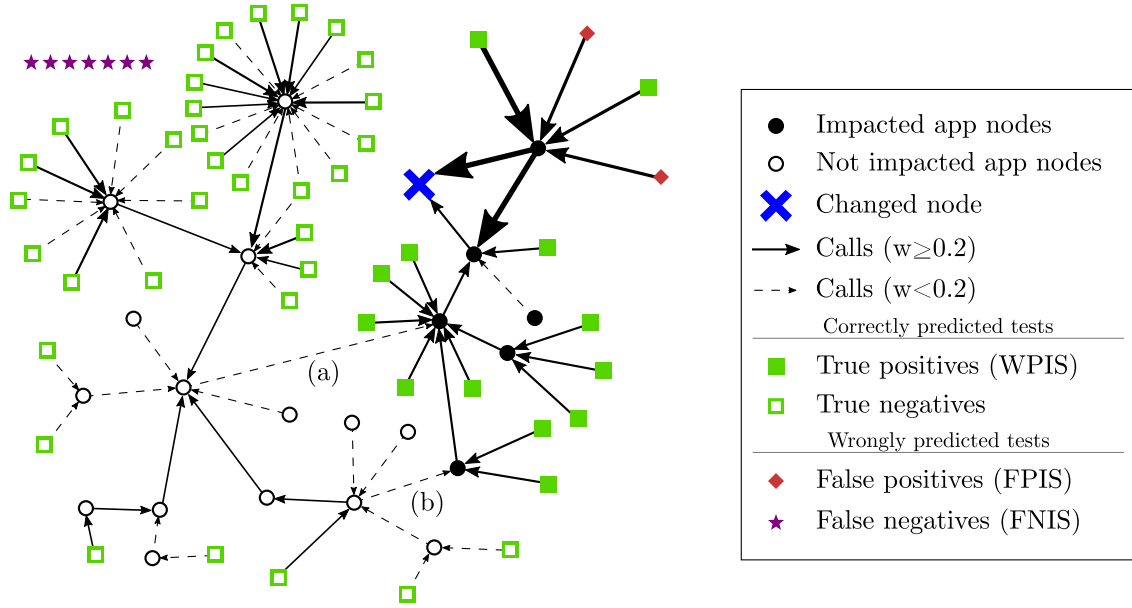 (a)
(b)
Impacted app nodes
Not impacted app nodes
Changed node
Calls (w≥0.2)
Calls (w<0.2)
Correctly predicted tests
True positives (WPIS)
True negatives
Wrongly predicted tests
False positives (FPIS)
False negatives (FNIS)